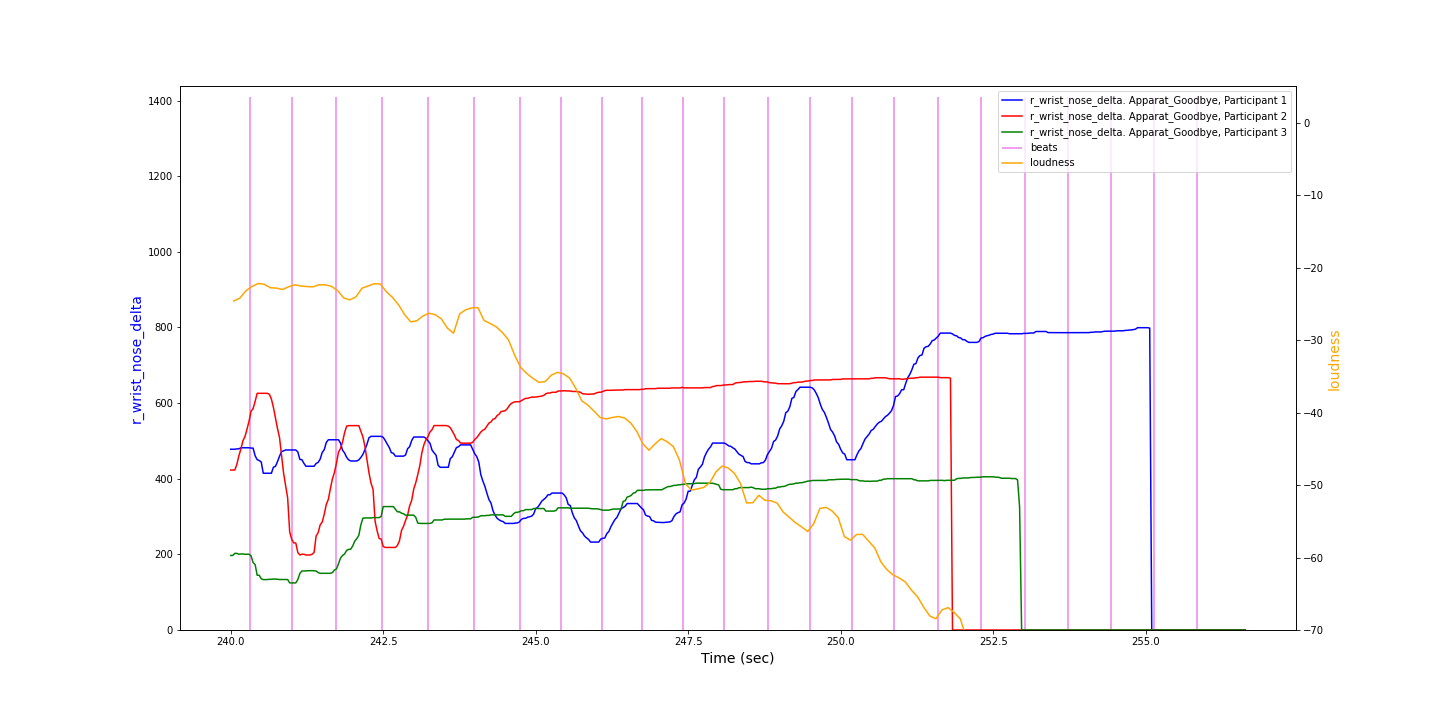 r_wrist_nose_delta. Apparat_Goodbye, Participant 1
r_wrist_nose_delta. Apparat_Goodbye, Participant 2
r_wrist_nose_delta. Apparat_Goodbye, Participant 3
beats
loudness
1400
1200
1000
800
600
400
200
0
r_wrist_nose_delta
0
−10
−20
−30
−40
−50
−60
−70
loudness
240.0
242.5
245.0
247.5
250.0
252.5
255.0
Time (sec)